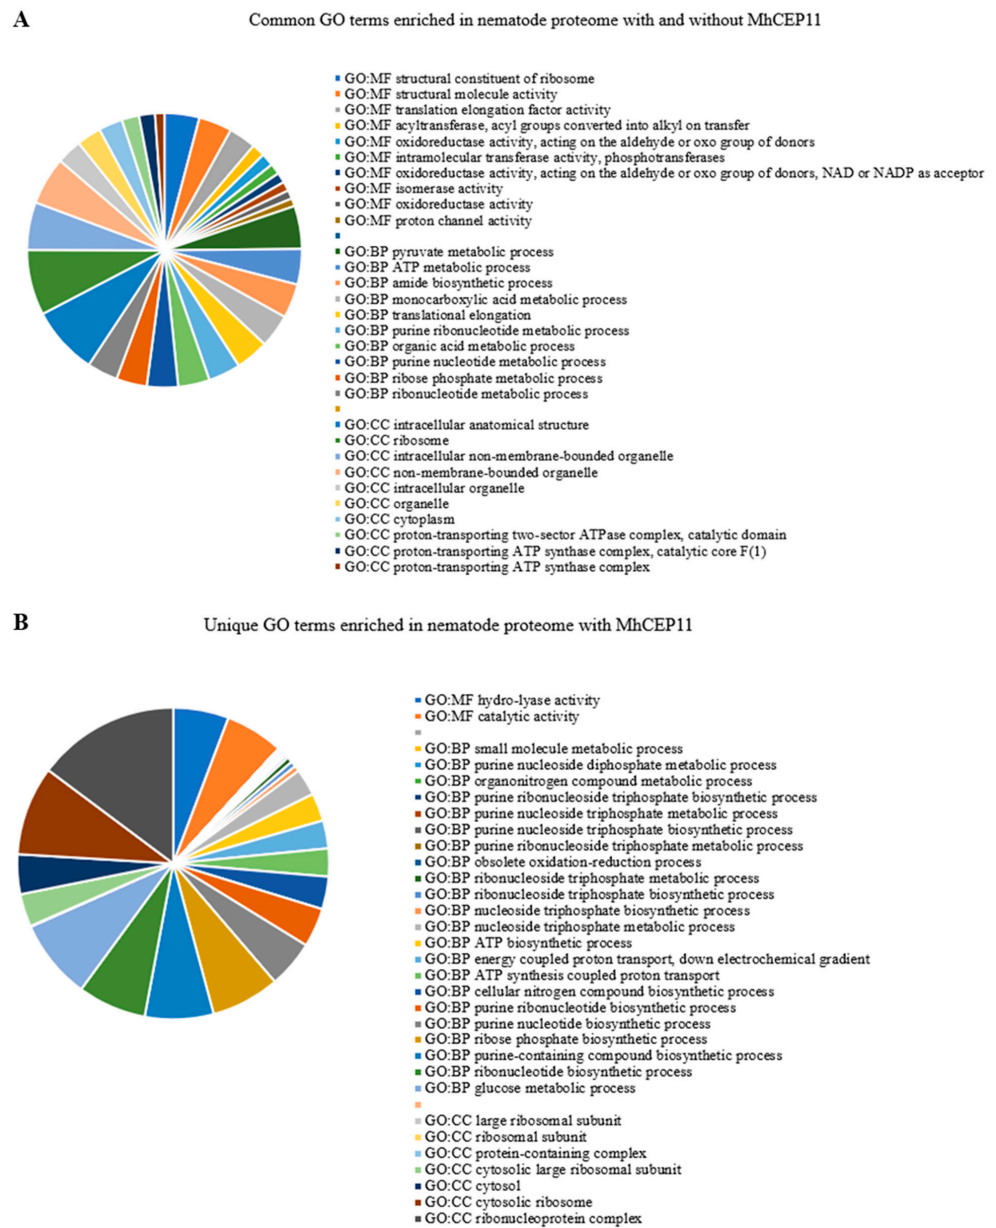 A
Common GO terms enriched in nematode proteome with and without MhCEP11
GO:MF structural constituent of ribosome
GO:MF structural molecule activity
GO:MF translation elongation factor activity
GO:MF acyltransferase, acyl groups converted into alkyl on transfer
GO:MF oxidoreductase activity, acting on the aldehyde or oxo group of donors
GO:MF intramolecular transferase activity, phosphotransferases
GO:MF oxidoreductase activity, acting on the aldehyde or oxo group of donors, NAD or NADP as acceptor
GO:MF isomerase activity
GO:MF oxidoreductase activity
GO:MF proton channel activity
GO:BP pyruvate metabolic process
GO:BP ATP metabolic process
GO:BP amide biosynthetic process
GO:BP monocarboxylic acid metabolic process
GO:BP translational elongation
GO:BP purine ribonucleotide metabolic process
GO:BP organic acid metabolic process
GO:BP purine nucleotide metabolic process
GO:BP ribose phosphate metabolic process
GO:BP ribonucleotide metabolic process
GO:CC intracellular anatomical structure
GO:CC ribosome
GO:CC intracellular non-membrane-bounded organelle
GO:CC non-membrane-bounded organelle
GO:CC intracellular organelle
GO:CC organelle
GO:CC cytoplasm
GO:CC proton-transporting two-sector ATPase complex, catalytic domain
GO:CC proton-transporting ATP synthase complex, catalytic core F(1)
GO:CC proton-transporting ATP synthase complex
B
Unique GO terms enriched in nematode proteome with MhCEP11
GO:MF hydro-lyase activity
GO:MF catalytic activity
GO:BP small molecule metabolic process
GO:BP purine nucleoside diphosphate metabolic process
GO:BP organonitrogen compound metabolic process
GO:BP purine ribonucleoside triphosphate biosynthetic process
GO:BP purine nucleoside triphosphate metabolic process
GO:BP purine nucleoside triphosphate biosynthetic process
GO:BP purine ribonucleoside triphosphate metabolic process
GO:BP obsolete oxidation-reduction process
GO:BP ribonucleoside triphosphate metabolic process
GO:BP ribonucleoside triphosphate biosynthetic process
GO:BP nucleoside triphosphate biosynthetic process
GO:BP nucleoside triphosphate metabolic process
GO:BP ATP biosynthetic process
GO:BP energy coupled proton transport, down electrochemical gradient
GO:BP ATP synthesis coupled proton transport
GO:BP cellular nitrogen compound biosynthetic process
GO:BP purine ribonucleotide biosynthetic process
GO:BP purine nucleotide biosynthetic process
GO:BP ribose phosphate biosynthetic process
GO:BP purine-containing compound biosynthetic process
GO:BP ribonucleotide biosynthetic process
GO:BP glucose metabolic process
GO:CC large ribosomal subunit
GO:CC ribosomal subunit
GO:CC protein-containing complex
GO:CC cytosolic large ribosomal subunit
GO:CC cytosol
GO:CC cytosolic ribosome
GO:CC ribonucleoprotein complex